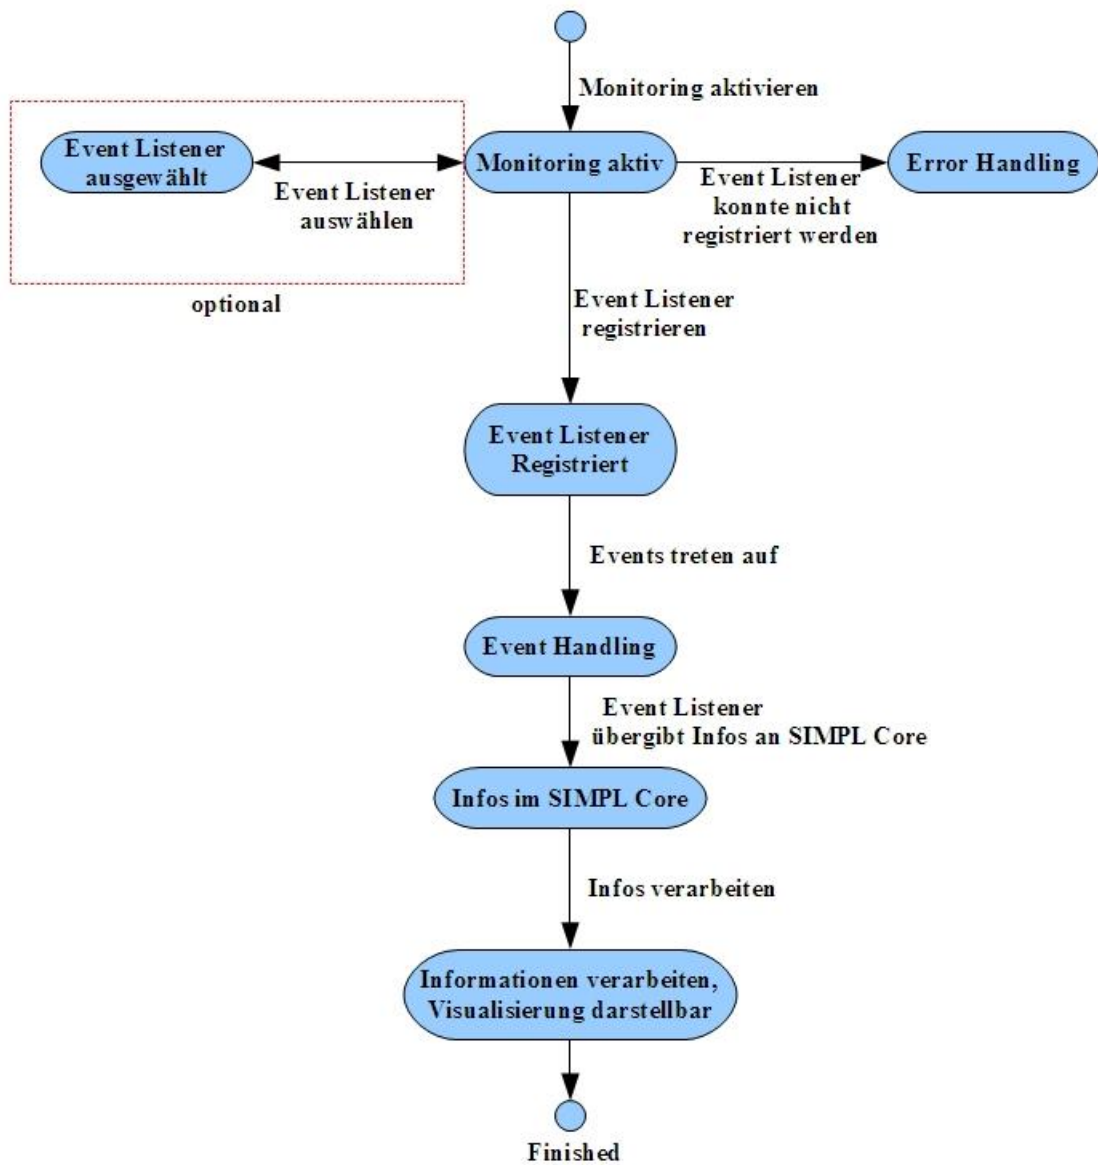 Monitoring aktivieren
Event Listener
ausgewählt
Event Listener
auswählen
optional
Monitoring aktiv
Event Listener
konnte nicht
registriert werden
Error Handling
Event Listener
registrieren
Event Listener
Registriert
Events treten auf
Event Handling
Event Listener
übergibt Infos an SIMPL Core
Infos im SIMPL Core
Infos verarbeiten
Informationen verarbeiten,
Visualisierung darstellbar
Finished